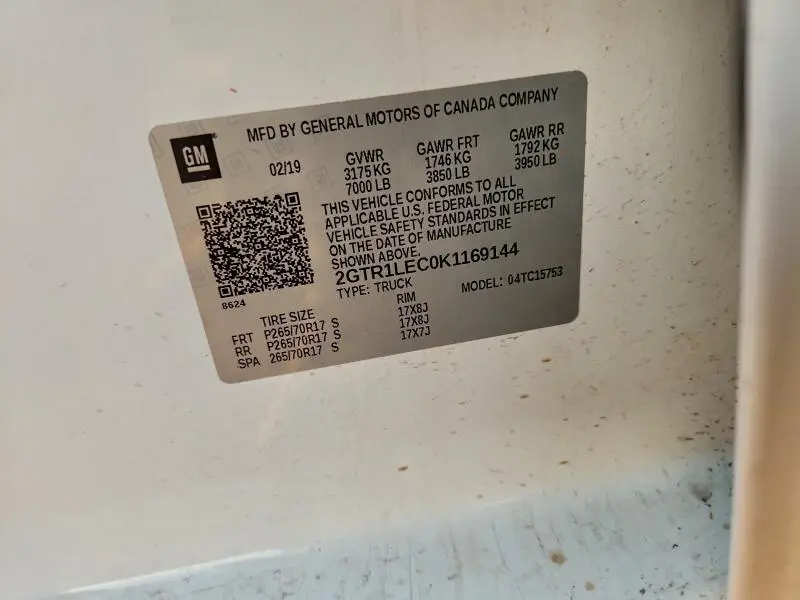 MFD BY GENERAL MOTORS OF CANADA COMPANY
GM
02/19
GVWR
3175 KG
7000 LB
GAWR FRT
1746 KG
3850 LB
GAWR RR
1792 KG
3950 LB
THIS VEHICLE CONFORMS TO ALL
APPLICABLE U.S. FEDERAL MOTOR
VEHICLE SAFETY STANDARDS IN EFFECT
ON THE DATE OF MANUFACTURE
SHOWN ABOVE.
2GTR1LEC0K1169144
TYPE: TRUCK
MODEL: 04TC15753
8624
TIRE SIZE RIM
FRT P265/70R17 S 17X8J
RR P265/70R17 S 17X8J
SPA 265/70R17 S 17X7J